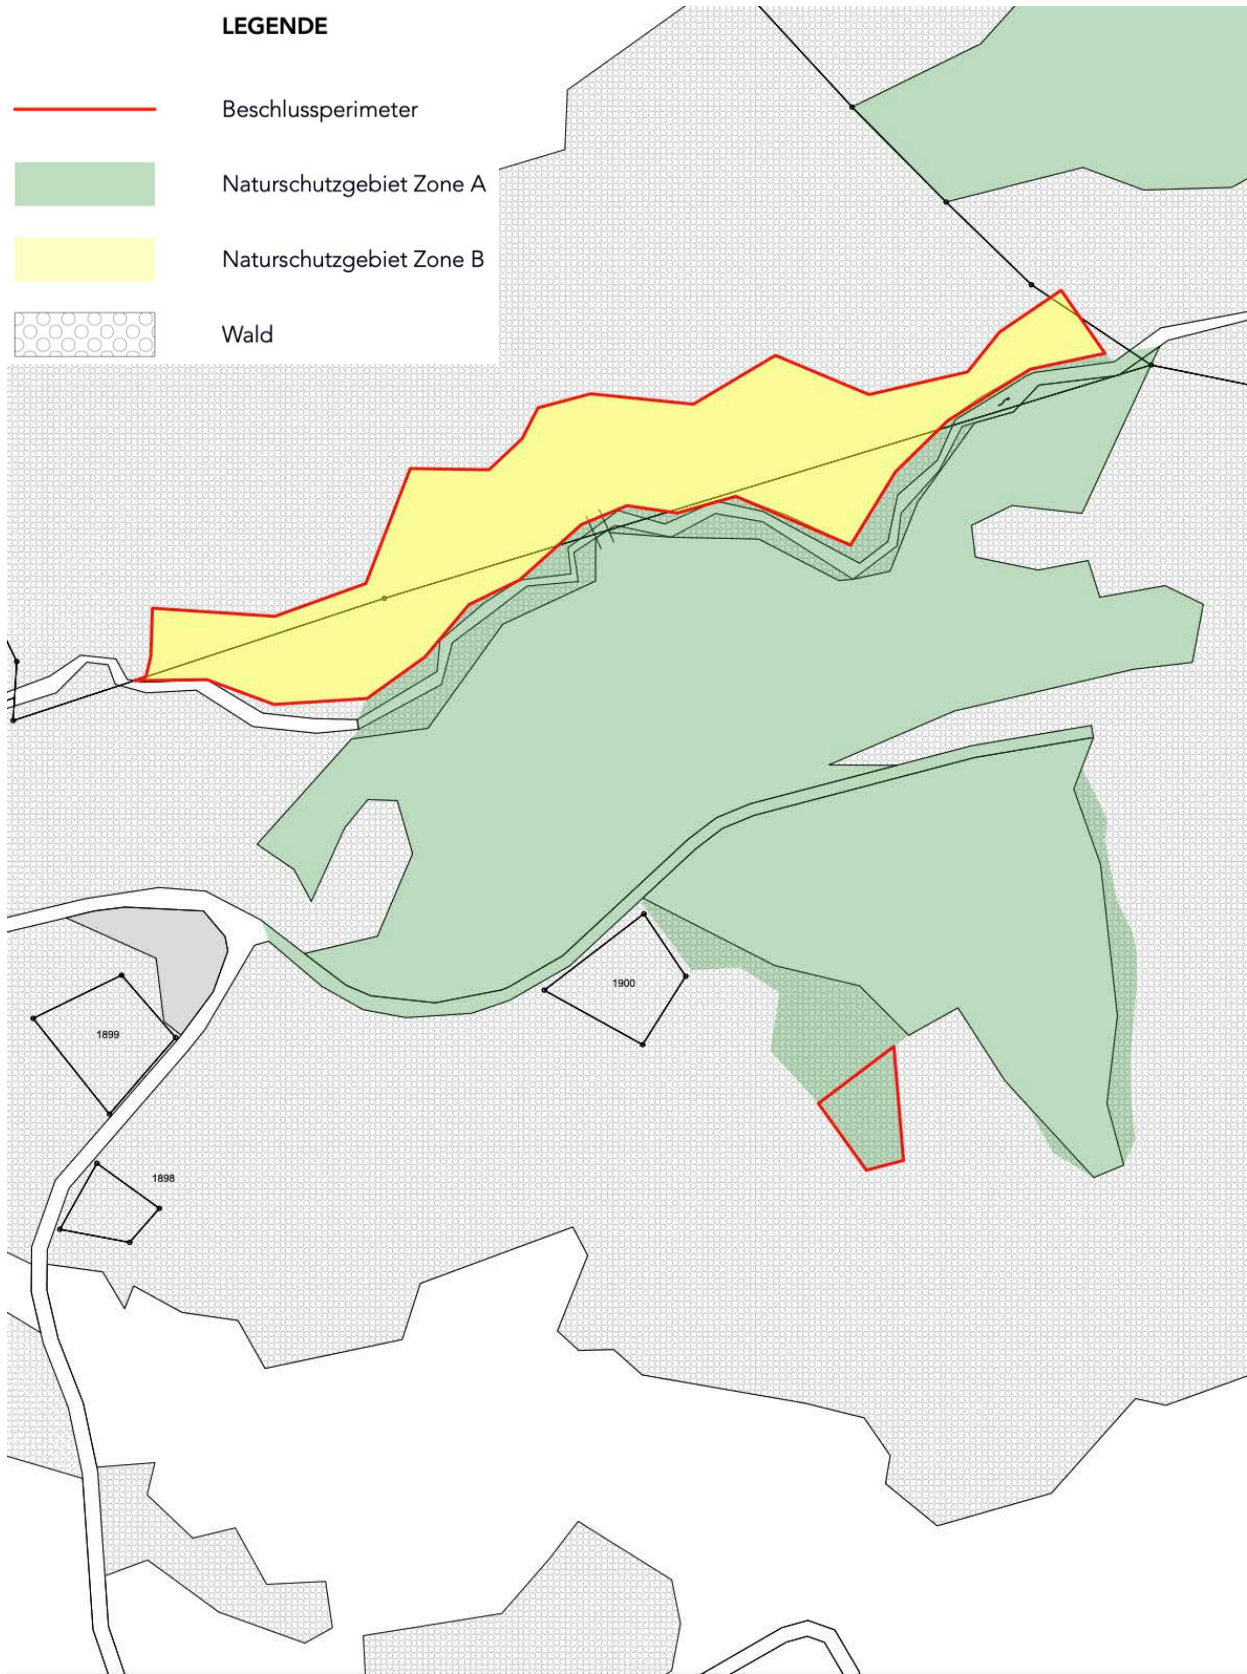 LEGENDE
Beschlussperimeter
Naturschutzgebiet Zone A
Naturschutzgebiet Zone B
Wald
1900
1899
1898